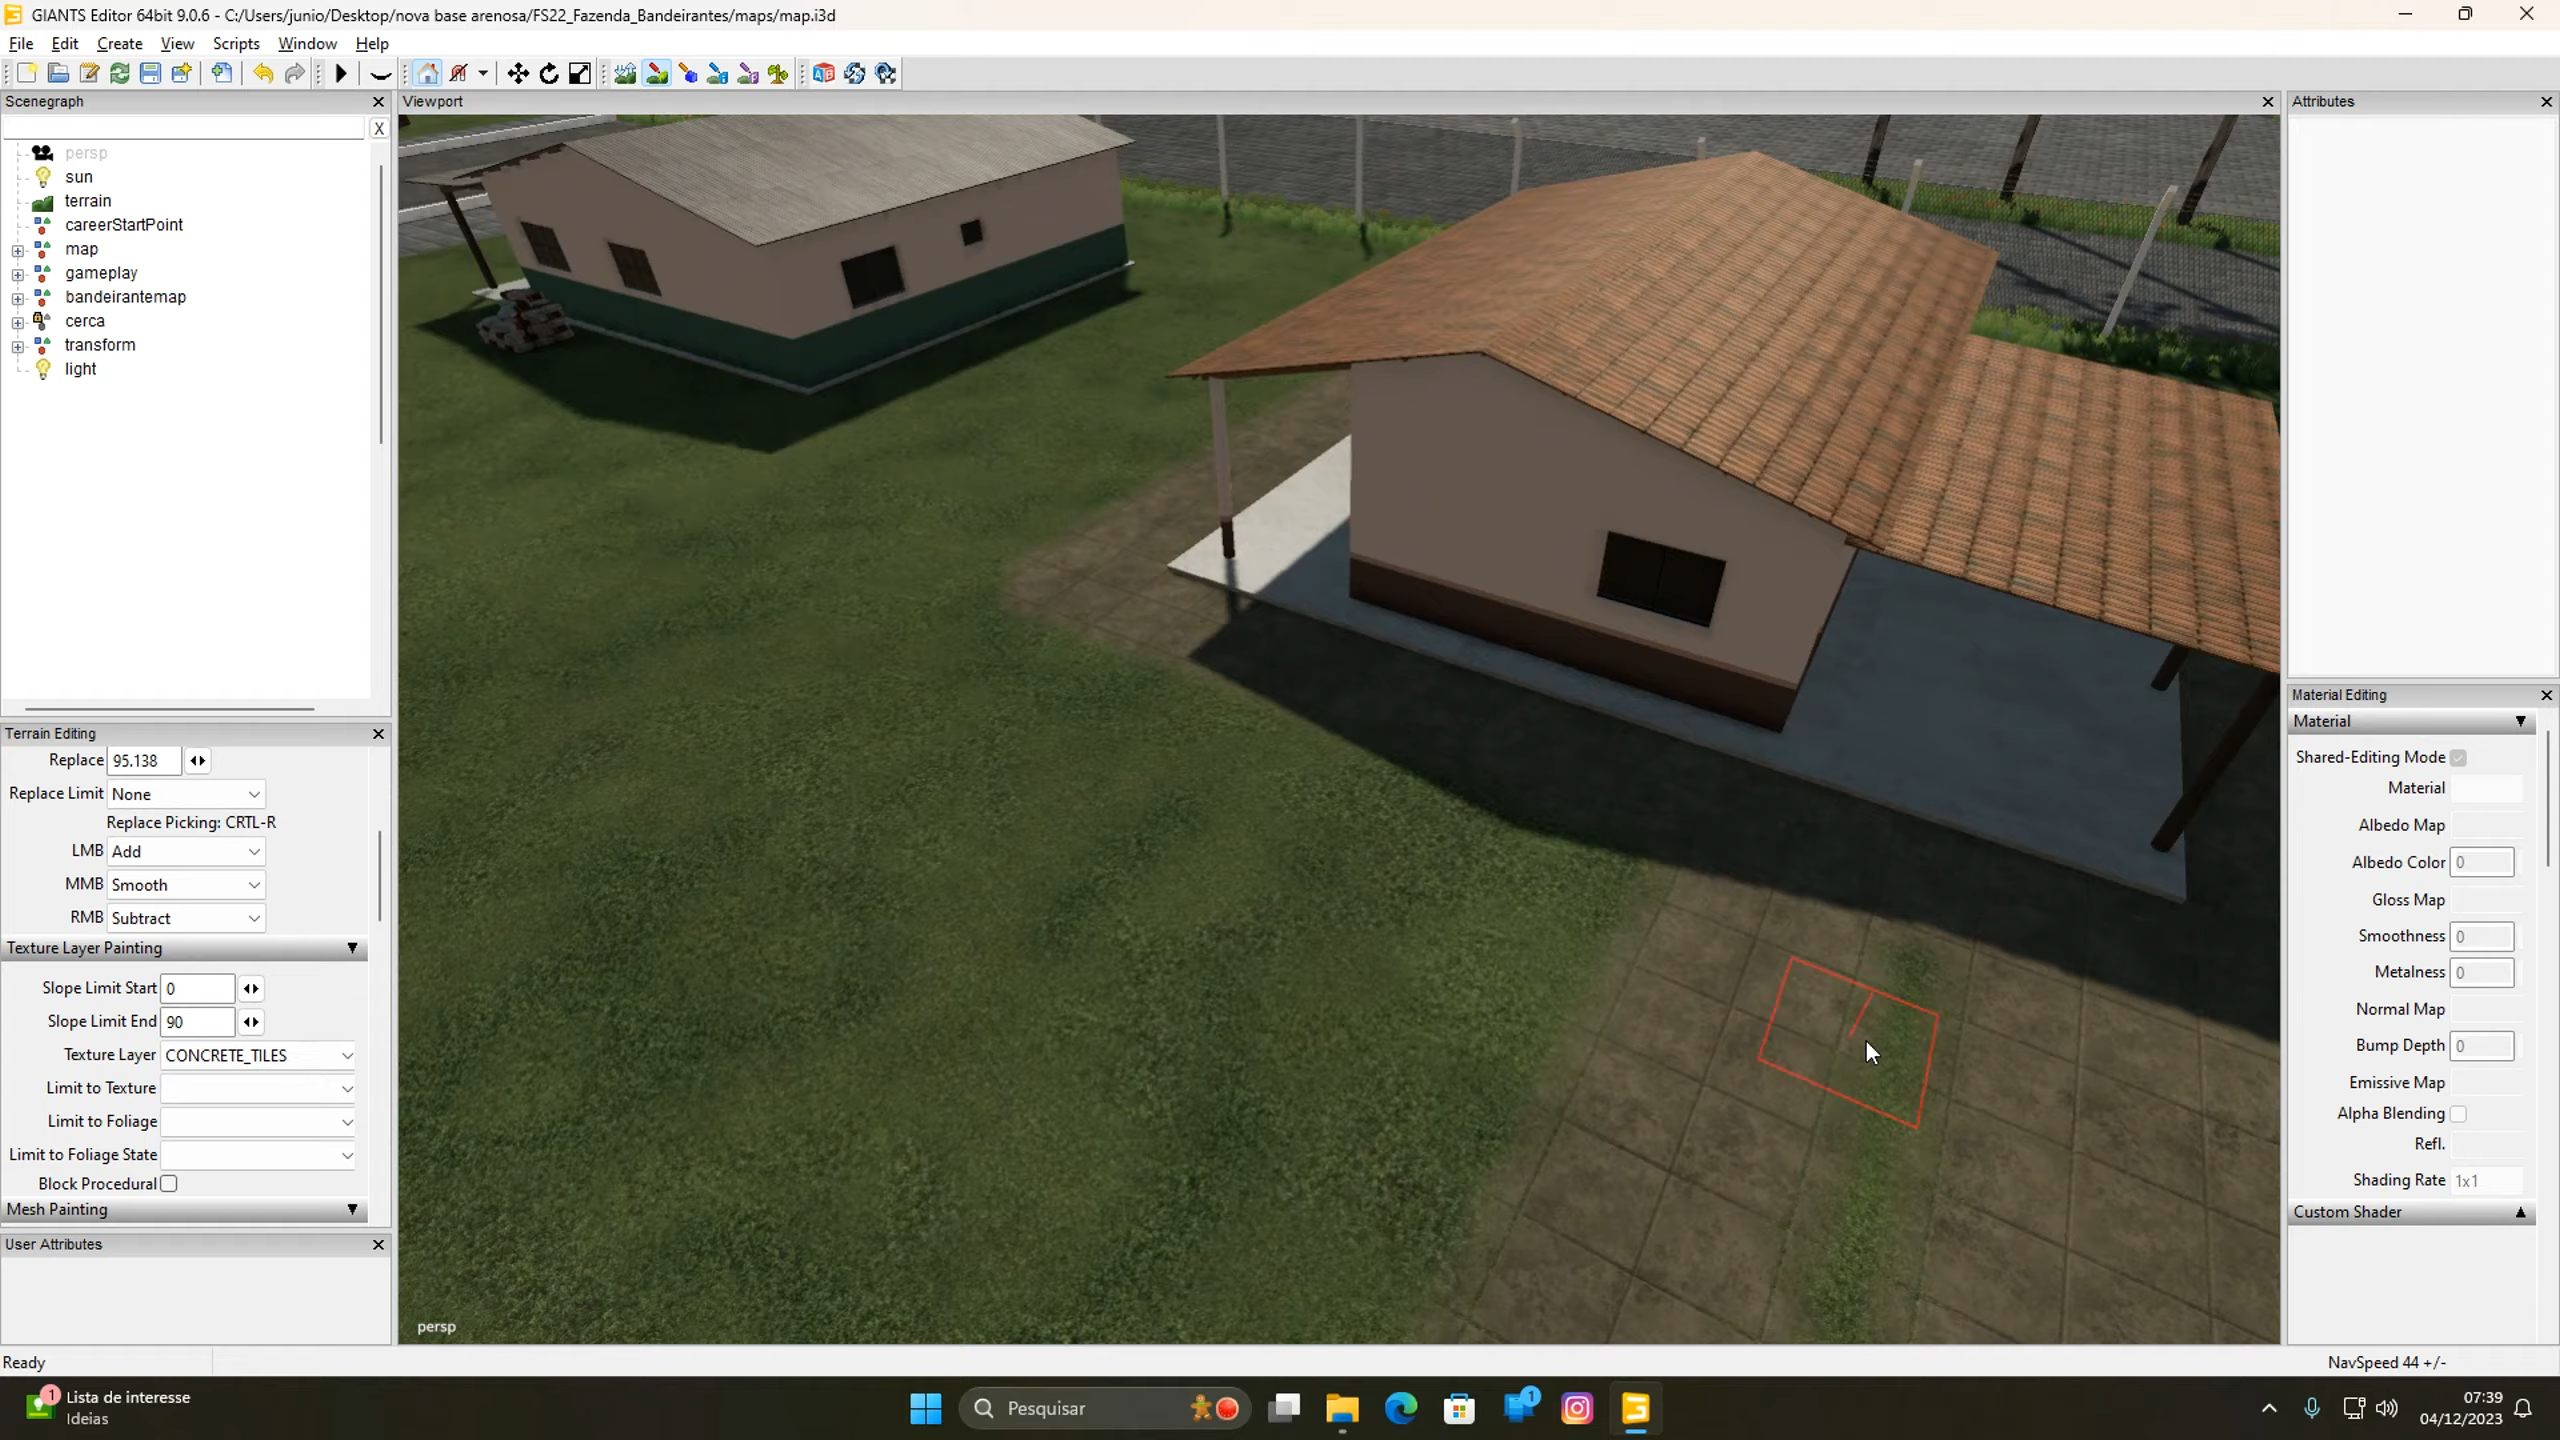 GIANTS Editor 64bit 9.0.6 - C:/Users/junio/Desktop/nova base arenosa/FS22_Fazenda_Bandeirantes/maps/map.i3d
File Edit Create View Scripts Window Help
Scenegraph
Viewport
Attributes
X
persp
sun
terrain
careerStartPoint
map
gameplay
bandeirantemap
cerca
transform
light
Terrain Editing
Replace 95.138
Replace Limit None
Replace Picking: CRTL-R
LMB Add
MMB Smooth
RMB Subtract
Texture Layer Painting
Slope Limit Start 0
Slope Limit End 90
Texture Layer CONCRETE_TILES
Limit to Texture
Limit to Foliage
Limit to Foliage State
Block Procedural
Mesh Painting
User Attributes
persp
Material Editing
Material
Shared-Editing Mode
Material
Albedo Map
Albedo Color 0
Gloss Map
Smoothness 0
Metalness 0
Normal Map
Bump Depth 0
Emissive Map
Alpha Blending
Refl.
Shading Rate 1x1
Custom Shader
Ready
NavSpeed 44 +/-
1
Lista de interesse
Ideias
Pesquisar
1
07:39
04/12/2023